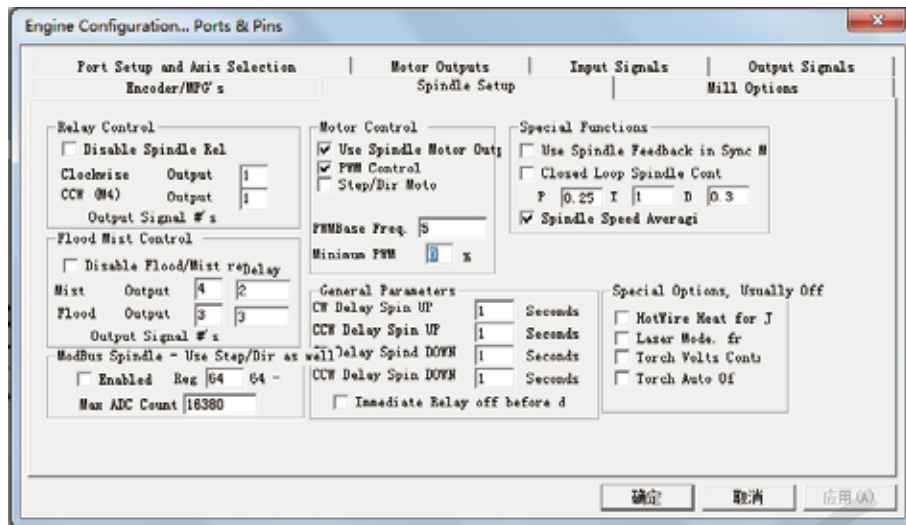 Engine Configuration... Ports & Pins
Port Setup and Axis Selection
Motor Outputs
Input Signals
Output Signals
Encoder/MPG's
Spindle Setup
Mill Options
Relay Control
Disable Spindle Rel
Clockwise Output 1
CCW (M4) Output 1
Output Signal #'s
Flood Mist Control
Disable Flood/Mist re Delay
Mist Output 4 2
Flood Output 3 3
Output Signal #'s
ModBus Spindle - Use Step/Dir as well
Enabled Reg 64 64 -
Max ADC Count 16380
Motor Control
Use Spindle Motor Outp
PWM Control
Step/Dir Moto
PWMBase Freq. 5
Minimum PWM 0 %
General Parameters
CW Delay Spin UP 1 Seconds
CCW Delay Spin UP 1 Seconds
Delay Spind DOWN 1 Seconds
CCW Delay Spin DOWN 1 Seconds
Immediate Relay off before d
Special Functions
Use Spindle Feedback in Sync M
Closed Loop Spindle Cont
P 0.25 I 1 D 0.3
Spindle Speed Averagi
Special Options, Usually Off
HotWire Heat for J
Laser Mode. fr
Torch Volts Cont
Torch Auto Of
确定
取消
应用(A)